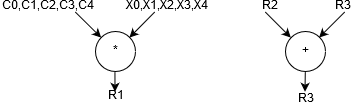 C0,C1,C2,C3,C4 X0,X1,X2,X3,X4 R2 R3
* +
R1 R3